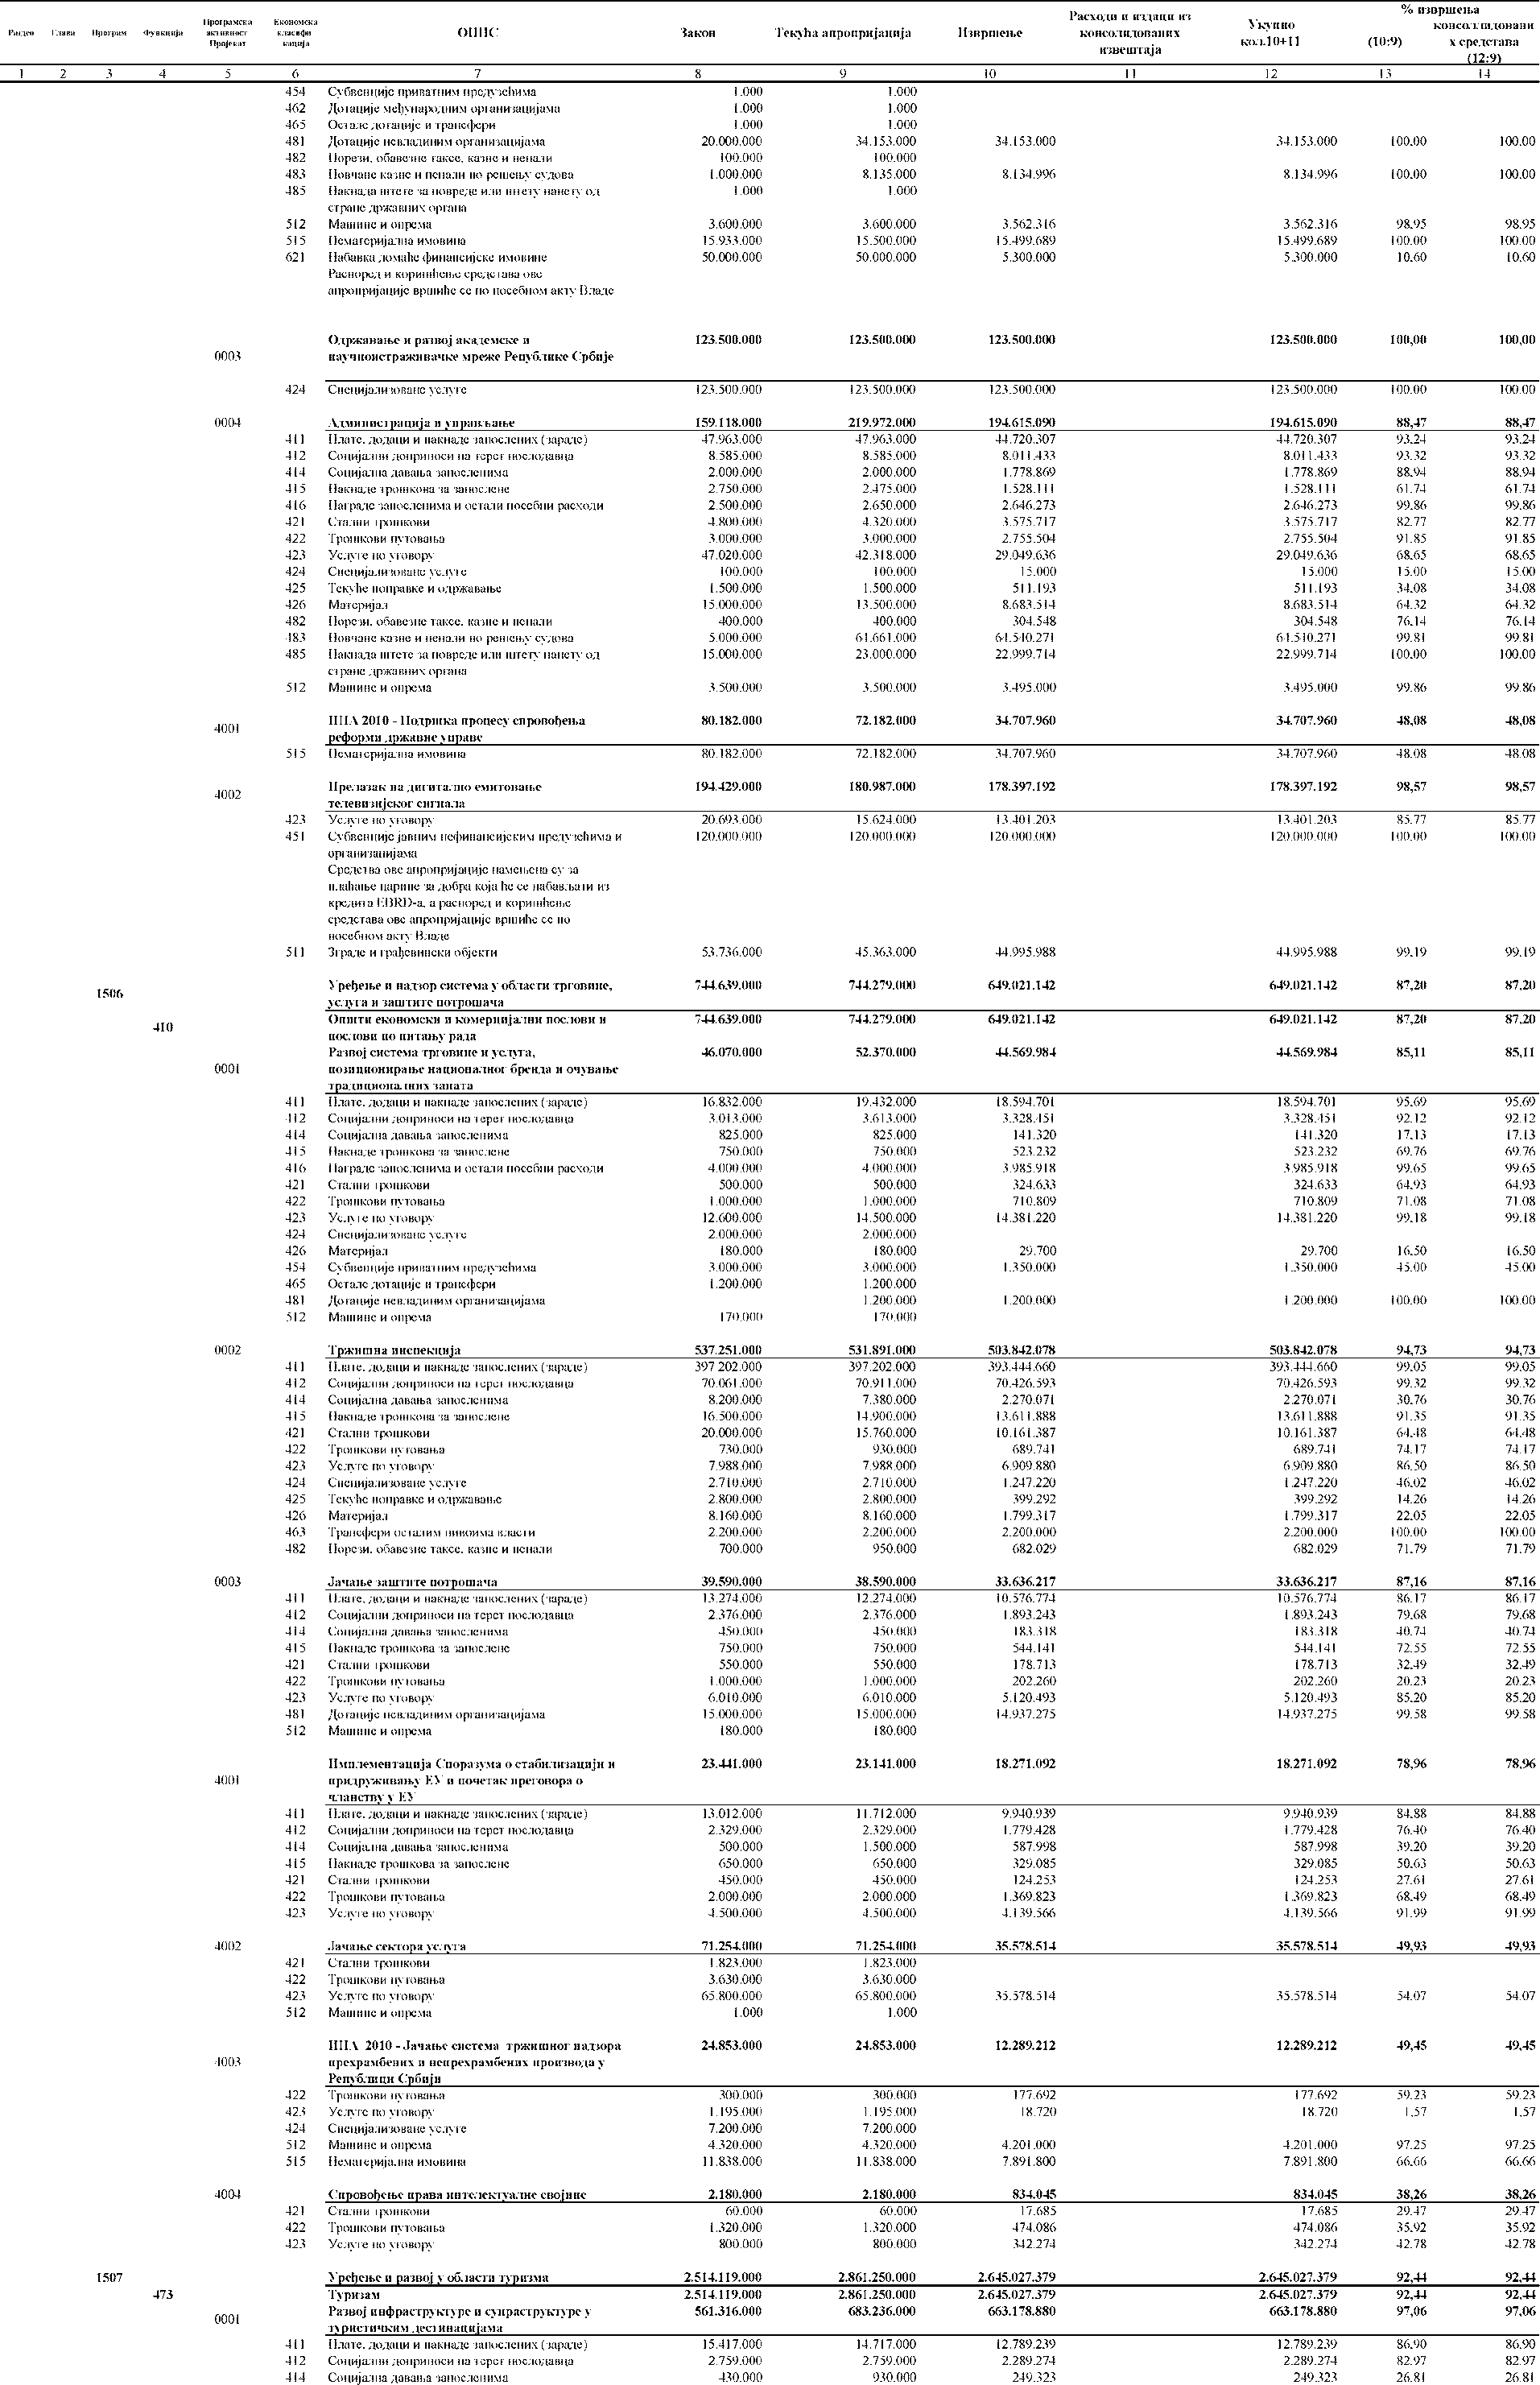 Раздео Глава Програм Функција Програмска активност Пројекат Економска класификација ОПИС Закон Текућа апропријација Извршење Расходи и издаци из консолидованих извештаја Укупно кол.10+11 % извршења (10:9) консолидованих средстава (12:9)
1 2 3 4 5 6 7 8 9 10 11 12 13 14
454 Субвенције приватним предузећима 1.000 1.000
462 Дотације међународним организацијама 1.000 1.000
465 Остале дотације и трансфери 1.000 1.000
481 Дотације невладиним организацијама 20.000.000 34.153.000 34.153.000 34.153.000 100.00 100.00
482 Порези, обавезне таксе, казне и пенали 100.000 100.000
483 Новчане казне и пенали по решењу судова 1.000.000 8.135.000 8.134.996 8.134.996 100.00 100.00
485 Накнада штете за повреде или штету нанету од 1.000 1.000
стране државних органа
512 Машине и опрема 3.600.000 3.600.000 3.562.316 3.562.316 98.95 98.95
515 Нематеријална имовина 15.933.000 15.500.000 15.499.689 15.499.689 100.00 100.00
621 Набавка домаће финансијске имовине 50.000.000 50.000.000 5.300.000 5.300.000 10.60 10.60
Распоред и коришћење средстава ове
апропријације вршиће се по посебном акту Владе
0003 Одржавање и развој академске и 123.500.000 123.500.000 123.500.000 123.500.000 100,00 100,00
научноистраживачке мреже Републике Србије
424 Специјализоване услуге 123.500.000 123.500.000 123.500.000 123.500.000 100.00 100.00
0004 Администрација и управљање 159.118.000 219.972.000 194.615.090 194.615.090 88,47 88,47
411 Плате, додаци и накнаде запослених (зараде) 47.963.000 47.963.000 44.720.307 44.720.307 93.24 93.24
412 Социјални доприноси на терет послодавца 8.585.000 8.585.000 8.011.433 8.011.433 93.32 93.32
414 Социјална давања запосленима 2.000.000 2.000.000 1.778.869 1.778.869 88.94 88.94
415 Накнаде трошкова за запослене 2.750.000 2.475.000 1.528.111 1.528.111 61.74 61.74
416 Награде запосленима и остали посебни расходи 2.500.000 2.650.000 2.646.273 2.646.273 99.86 99.86
421 Стални трошкови 4.800.000 4.320.000 3.575.717 3.575.717 82.77 82.77
422 Трошкови путовања 3.000.000 3.000.000 2.755.504 2.755.504 91.85 91.85
423 Услуге по уговору 47.020.000 42.318.000 29.049.636 29.049.636 68.65 68.65
424 Специјализоване услуге 100.000 100.000 15.000 15.000 15.00 15.00
425 Текуће поправке и одржавање 1.500.000 1.500.000 511.193 511.193 34.08 34.08
426 Материјал 15.000.000 13.500.000 8.683.514 8.683.514 64.32 64.32
482 Порези, обавезне таксе, казне и пенали 400.000 400.000 304.548 304.548 76.14 76.14
483 Новчане казне и пенали по решењу судова 5.000.000 64.661.000 64.540.271 64.540.271 99.81 99.81
485 Накнада штете за повреде или штету нанету од 15.000.000 23.000.000 22.999.714 22.999.714 100.00 100.00
стране државних органа
512 Машине и опрема 3.500.000 3.500.000 3.495.000 3.495.000 99.86 99.86
4001 ИПА 2010 - Подршка процесу спровођења 80.182.000 72.182.000 34.707.960 34.707.960 48,08 48,08
реформе државне управе
515 Нематеријална имовина 80.182.000 72.182.000 34.707.960 34.707.960 48.08 48.08
4002 Прелазак на дигитално емитовање 194.429.000 180.987.000 178.397.192 178.397.192 98,57 98,57
телевизијског сигнала
423 Услуге по уговору 20.693.000 15.624.000 13.401.203 13.401.203 85.77 85.77
451 Субвенције јавним нефинансијским предузећима и 120.000.000 120.000.000 120.000.000 120.000.000 100.00 100.00
организацијама
Средства ове апропријације намењена су за
плаћање царине за добра која ће се набављати из
кредита EBRD-a, а распоред и коришћење
средстава ове апропријације вршиће се по
посебном акту Владе
511 Зграде и грађевински објекти 53.736.000 45.363.000 44.995.988 44.995.988 99.19 99.19
1506 Уређење и надзор система у области трговине, 744.639.000 744.279.000 649.021.142 649.021.142 87,20 87,20
услуга и заштите потрошача
410 Општи економски и комерцијални послови и 744.639.000 744.279.000 649.021.142 649.021.142 87,20 87,20
послови по питању рада
0001 Развој система трговине и услуга, 46.070.000 52.370.000 44.569.984 44.569.984 85,11 85,11
позиционирање националног бренда и очување
традиционалних заната
411 Плате, додаци и накнаде запослених (зараде) 16.832.000 19.432.000 18.594.701 18.594.701 95.69 95.69
412 Социјални доприноси на терет послодавца 3.013.000 3.613.000 3.328.451 3.328.451 92.12 92.12
414 Социјална давања запосленима 825.000 825.000 141.320 141.320 17.13 17.13
415 Накнаде трошкова за запослене 750.000 750.000 523.232 523.232 69.76 69.76
416 Награде запосленима и остали посебни расходи 4.000.000 4.000.000 3.985.918 3.985.918 99.65 99.65
421 Стални трошкови 500.000 500.000 324.633 324.633 64.93 64.93
422 Трошкови путовања 1.000.000 1.000.000 710.809 710.809 71.08 71.08
423 Услуге по уговору 12.600.000 14.500.000 14.381.220 14.381.220 99.18 99.18
424 Специјализоване услуге 2.000.000 2.000.000
426 Материјал 180.000 180.000 29.700 29.700 16.50 16.50
454 Субвенције приватним предузећима 3.000.000 3.000.000 1.350.000 1.350.000 45.00 45.00
465 Остале дотације и трансфери 1.200.000 1.200.000
481 Дотације невладиним организацијама 1.200.000 1.200.000 1.200.000 100.00 100.00
512 Машине и опрема 170.000 170.000
0002 Тржишна инспекција 537.251.000 531.891.000 503.842.078 503.842.078 94,73 94,73
411 Плате, додаци и накнаде запослених (зараде) 397.202.000 397.202.000 393.444.660 393.444.660 99.05 99.05
412 Социјални доприноси на терет послодавца 70.061.000 70.911.000 70.426.593 70.426.593 99.32 99.32
414 Социјална давања запосленима 8.200.000 7.380.000 2.270.071 2.270.071 30.76 30.76
415 Накнаде трошкова за запослене 16.500.000 14.900.000 13.611.888 13.611.888 91.35 91.35
421 Стални трошкови 20.000.000 15.760.000 10.161.387 10.161.387 64.48 64.48
422 Трошкови путовања 730.000 930.000 689.741 689.741 74.17 74.17
423 Услуге по уговору 7.988.000 7.988.000 6.909.880 6.909.880 86.50 86.50
424 Специјализоване услуге 2.710.000 2.710.000 1.247.220 1.247.220 46.02 46.02
425 Текуће поправке и одржавање 2.800.000 2.800.000 399.292 399.292 14.26 14.26
426 Материјал 8.160.000 8.160.000 1.799.317 1.799.317 22.05 22.05
463 Трансфери осталим нивоима власти 2.200.000 2.200.000 2.200.000 2.200.000 100.00 100.00
482 Порези, обавезне таксе, казне и пенали 700.000 950.000 682.029 682.029 71.79 71.79
0003 Јачање заштите потрошача 39.590.000 38.590.000 33.636.217 33.636.217 87,16 87,16
411 Плате, додаци и накнаде запослених (зараде) 13.274.000 12.274.000 10.576.774 10.576.774 86.17 86.17
412 Социјални доприноси на терет послодавца 2.376.000 2.376.000 1.893.243 1.893.243 79.68 79.68
414 Социјална давања запосленима 450.000 450.000 183.318 183.318 40.74 40.74
415 Накнаде трошкова за запослене 750.000 750.000 544.141 544.141 72.55 72.55
421 Стални трошкови 550.000 550.000 178.713 178.713 32.49 32.49
422 Трошкови путовања 1.000.000 1.000.000 202.260 202.260 20.23 20.23
423 Услуге по уговору 6.010.000 6.010.000 5.120.493 5.120.493 85.20 85.20
481 Дотације невладиним организацијама 15.000.000 15.000.000 14.937.275 14.937.275 99.58 99.58
512 Машине и опрема 180.000 180.000
4001 Имплементација Споразума о стабилизацији и 23.441.000 23.141.000 18.271.092 18.271.092 78,96 78,96
придруживању ЕУ и почетак преговора о
чланству у ЕУ
411 Плате, додаци и накнаде запослених (зараде) 13.012.000 11.712.000 9.940.939 9.940.939 84.88 84.88
412 Социјални доприноси на терет послодавца 2.329.000 2.329.000 1.779.428 1.779.428 76.40 76.40
414 Социјална давања запосленима 500.000 1.500.000 587.998 587.998 39.20 39.20
415 Накнаде трошкова за запослене 650.000 650.000 329.085 329.085 50.63 50.63
421 Стални трошкови 450.000 450.000 124.253 124.253 27.61 27.61
422 Трошкови путовања 2.000.000 2.000.000 1.369.823 1.369.823 68.49 68.49
423 Услуге по уговору 4.500.000 4.500.000 4.139.566 4.139.566 91.99 91.99
4002 Јачање сектора услуга 71.254.000 71.254.000 35.578.514 35.578.514 49,93 49,93
421 Стални трошкови 1.823.000 1.823.000
422 Трошкови путовања 3.630.000 3.630.000
423 Услуге по уговору 65.800.000 65.800.000 35.578.514 35.578.514 54.07 54.07
512 Машине и опрема 1.000 1.000
4003 ИПА 2010 - Јачање система тржишног надзора 24.853.000 24.853.000 12.289.212 12.289.212 49,45 49,45
прехрамбених и непрехрамбених производа у
Републици Србији
422 Трошкови путовања 300.000 300.000 177.692 177.692 59.23 59.23
423 Услуге по уговору 1.195.000 1.195.000 18.720 18.720 1.57 1.57
424 Специјализоване услуге 7.200.000 7.200.000
512 Машине и опрема 4.320.000 4.320.000 4.201.000 4.201.000 97.25 97.25
515 Нематеријална имовина 11.838.000 11.838.000 7.891.800 7.891.800 66.66 66.66
4004 Спровођење права интелектуалне својине 2.180.000 2.180.000 834.045 834.045 38,26 38,26
421 Стални трошкови 60.000 60.000 17.685 17.685 29.47 29.47
422 Трошкови путовања 1.320.000 1.320.000 474.086 474.086 35.92 35.92
423 Услуге по уговору 800.000 800.000 342.274 342.274 42.78 42.78
1507 Уређење и развој у области туризма 2.514.119.000 2.861.250.000 2.645.027.379 2.645.027.379 92,44 92,44
473 Туризам 2.514.119.000 2.861.250.000 2.645.027.379 2.645.027.379 92,44 92,44
0001 Развој инфраструктуре и супраструктуре у 561.316.000 683.236.000 663.178.880 663.178.880 97,06 97,06
туристичким дестинацијама
411 Плате, додаци и накнаде запослених (зараде) 15.417.000 14.717.000 12.789.239 12.789.239 86.90 86.90
412 Социјални доприноси на терет послодавца 2.759.000 2.759.000 2.289.274 2.289.274 82.97 82.97
414 Социјална давања запосленима 430.000 930.000 249.323 249.323 26.81 26.81